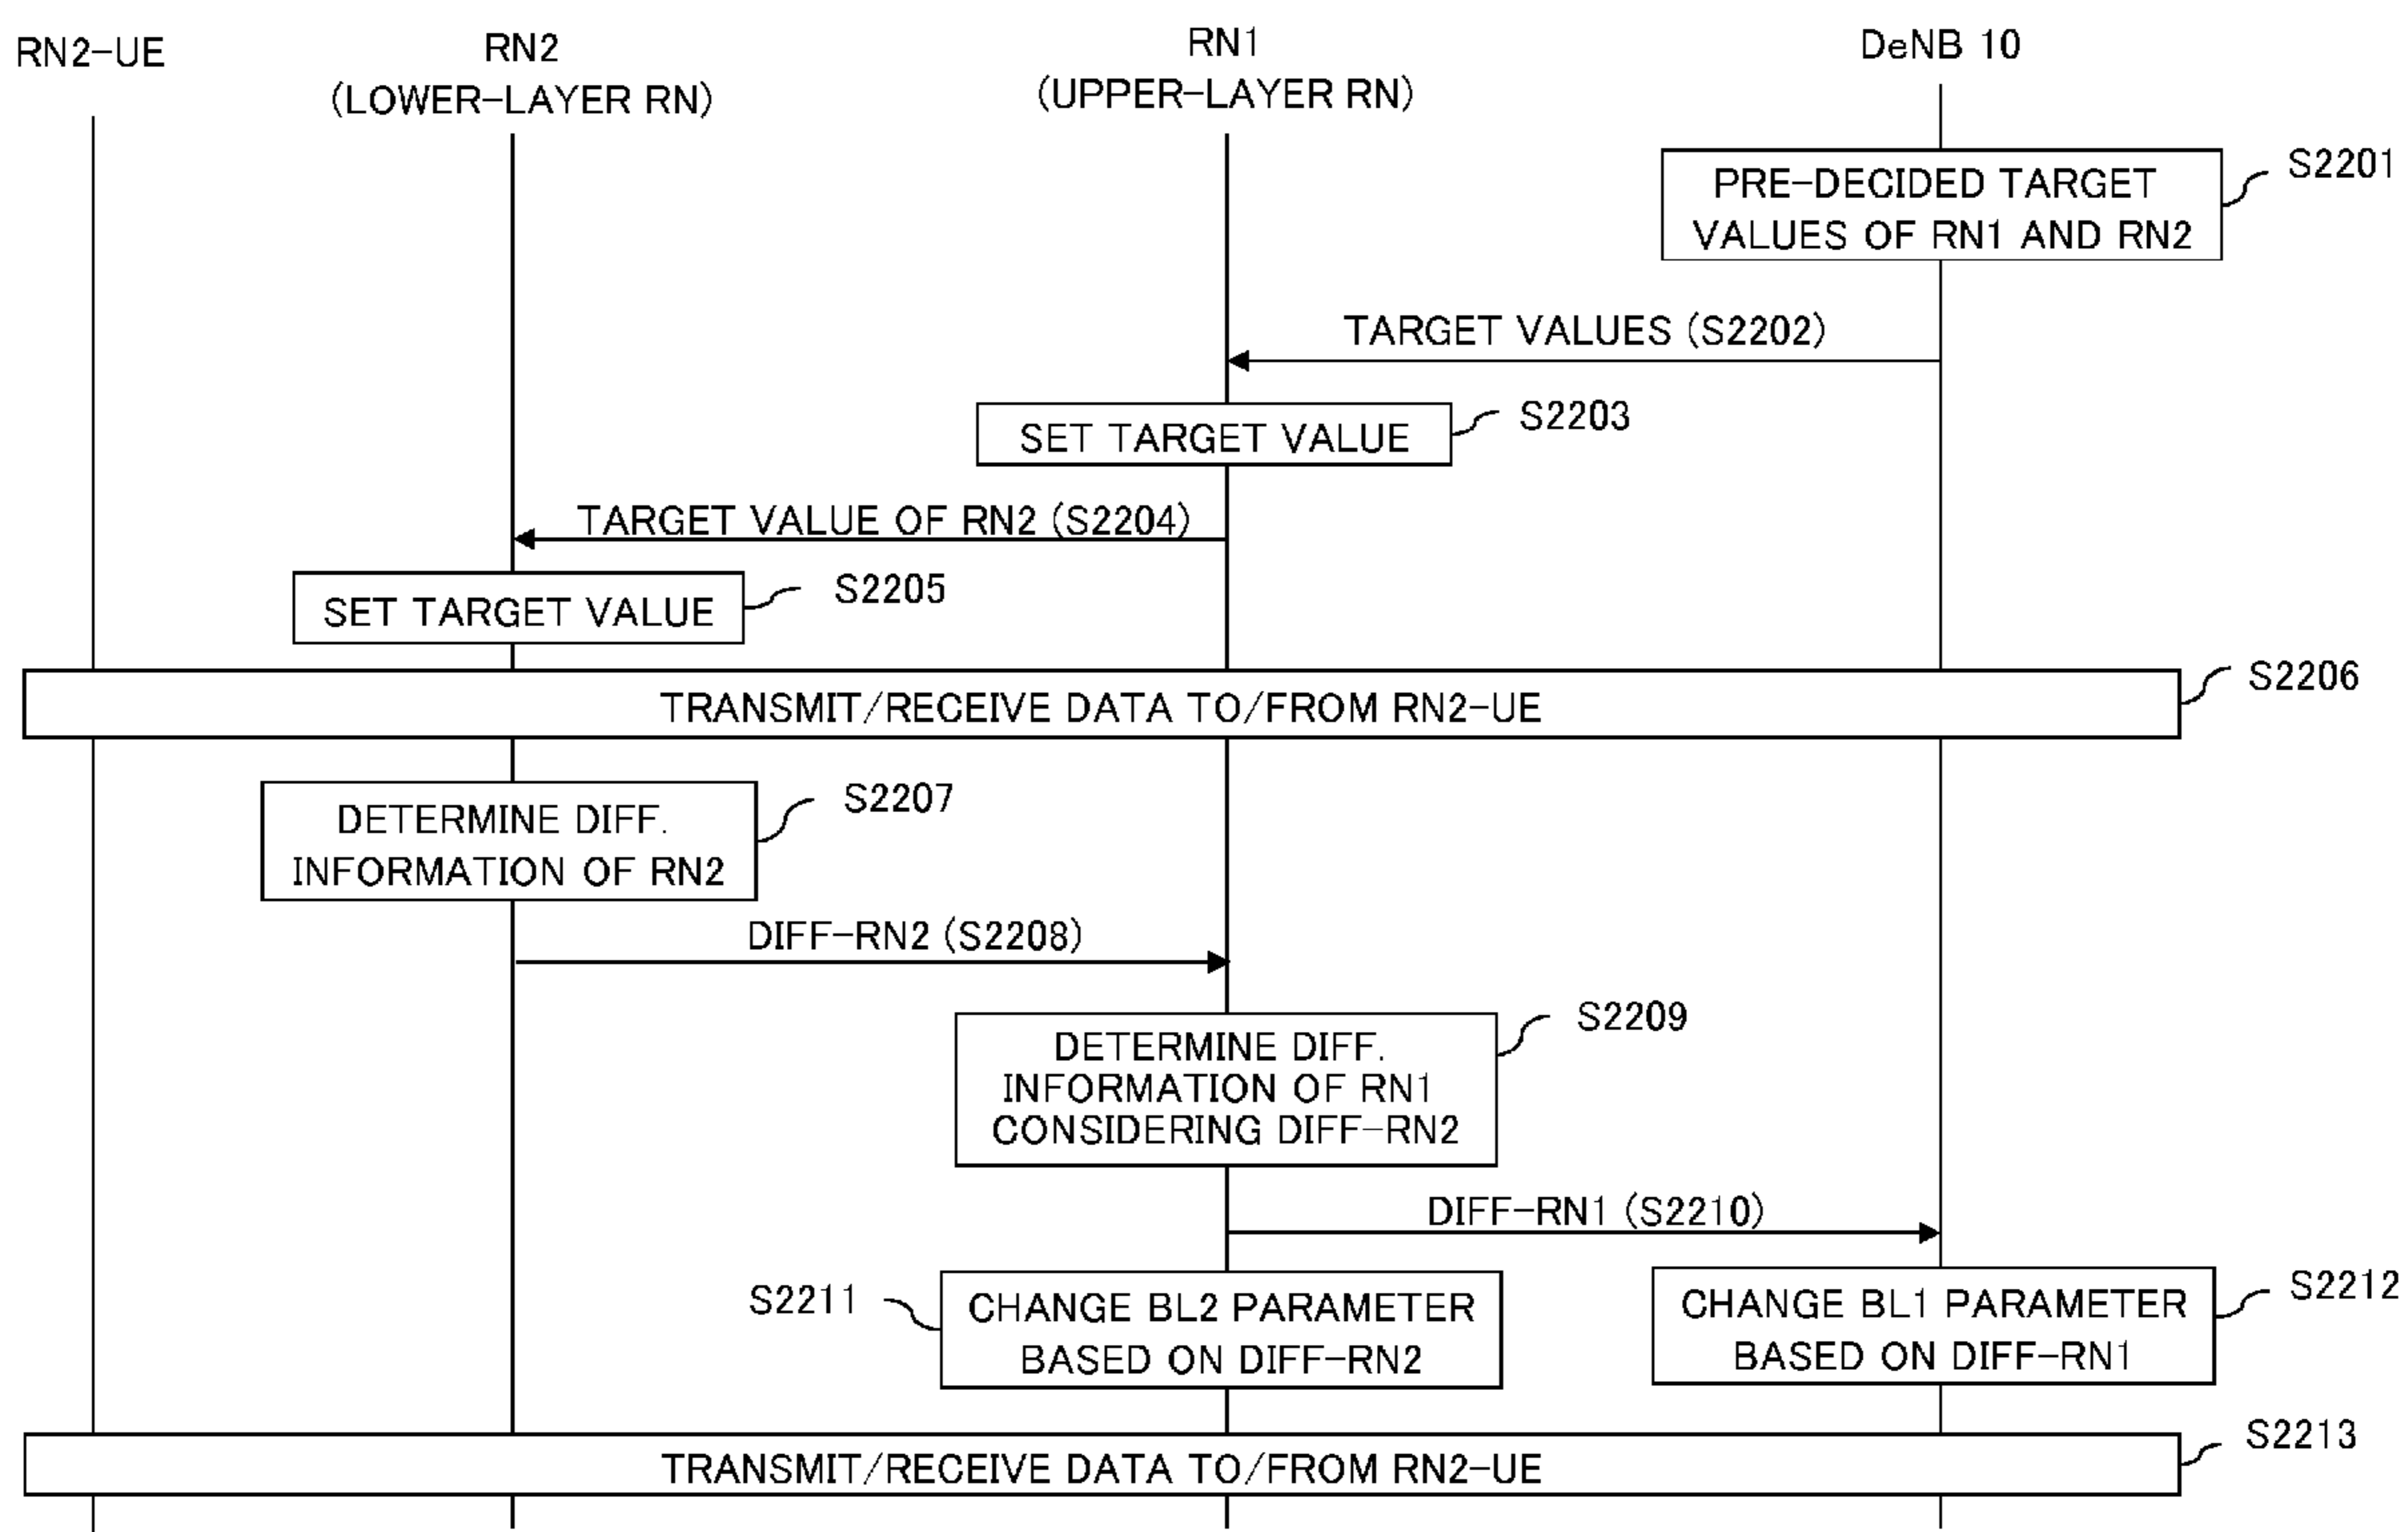 RN2-UE
RN2
(LOWER-LAYER RN)
RN1
(UPPER-LAYER RN)
DeNB 10
PRE-DECIDED TARGET
VALUES OF RN1 AND RN2
S2201
TARGET VALUES (S2202)
SET TARGET VALUE
S2203
TARGET VALUE OF RN2 (S2204)
SET TARGET VALUE
S2205
TRANSMIT/RECEIVE DATA TO/FROM RN2-UE
S2206
DETERMINE DIFF.
INFORMATION OF RN2
S2207
DIFF-RN2 (S2208)
DETERMINE DIFF.
INFORMATION OF RN1
CONSIDERING DIFF-RN2
S2209
DIFF-RN1 (S2210)
S2211
CHANGE BL2 PARAMETER
BASED ON DIFF-RN2
CHANGE BL1 PARAMETER
BASED ON DIFF-RN1
S2212
TRANSMIT/RECEIVE DATA TO/FROM RN2-UE
S2213